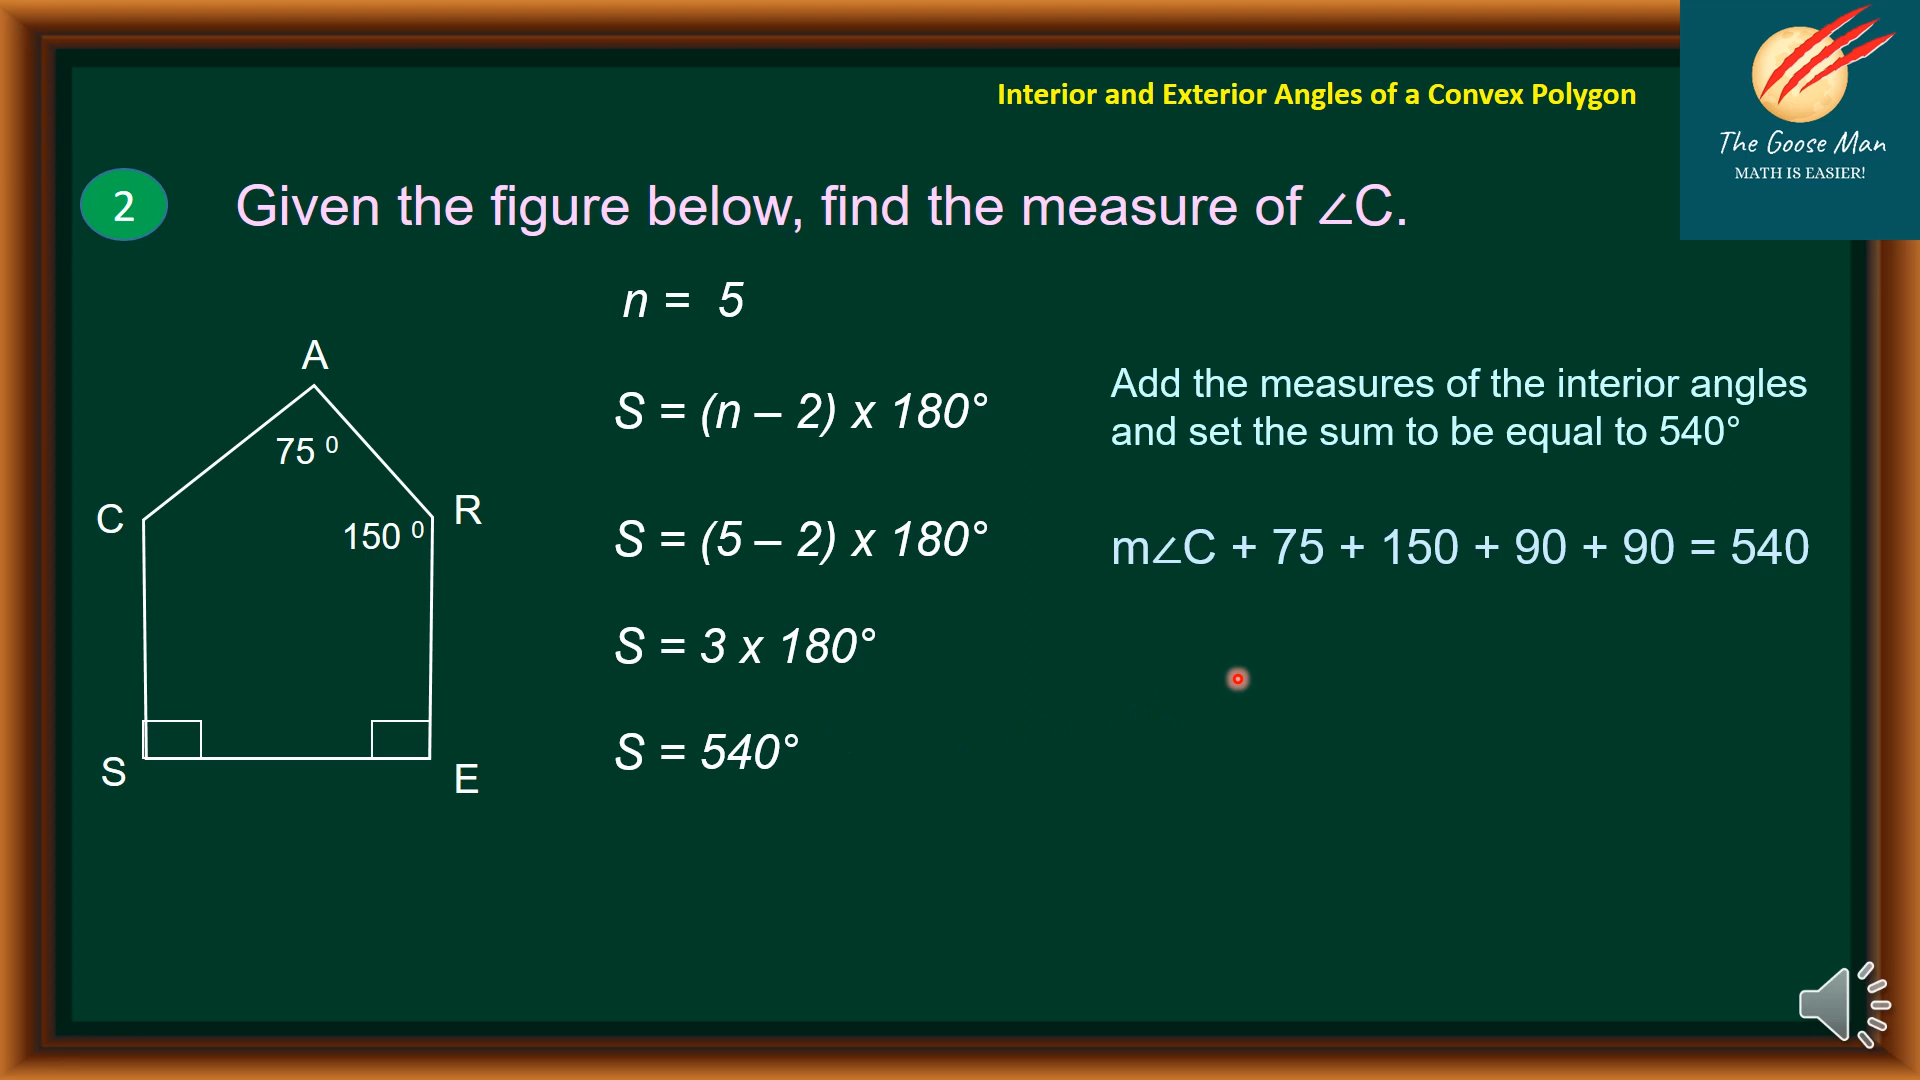 Interior and Exterior Angles of a Convex Polygon
The Goose Man
MATH IS EASIER!
2
Given the figure below, find the measure of ∠C.
n = 5
A
75 ⁰
C
R
150 ⁰
S
E
S = (n – 2) x 180°
S = (5 – 2) x 180°
S = 3 x 180°
S = 540°
Add the measures of the interior angles
and set the sum to be equal to 540°
m∠C + 75 + 150 + 90 + 90 = 540